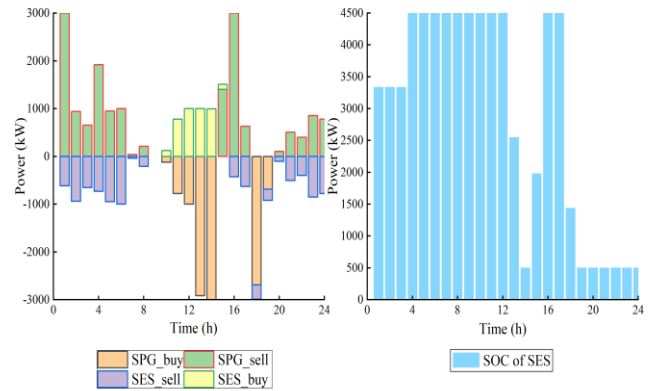 3000
2000
1000
0
-1000
-2000
-3000
Power (kW)
0 4 8 12 16 20 24
Time (h)
SPG_buy SPG_sell
SES_sell SES_buy
4500
4000
3500
3000
2500
2000
1500
1000
500
0
Power (kW)
0 4 8 12 16 20 24
Time (h)
SOC of SES